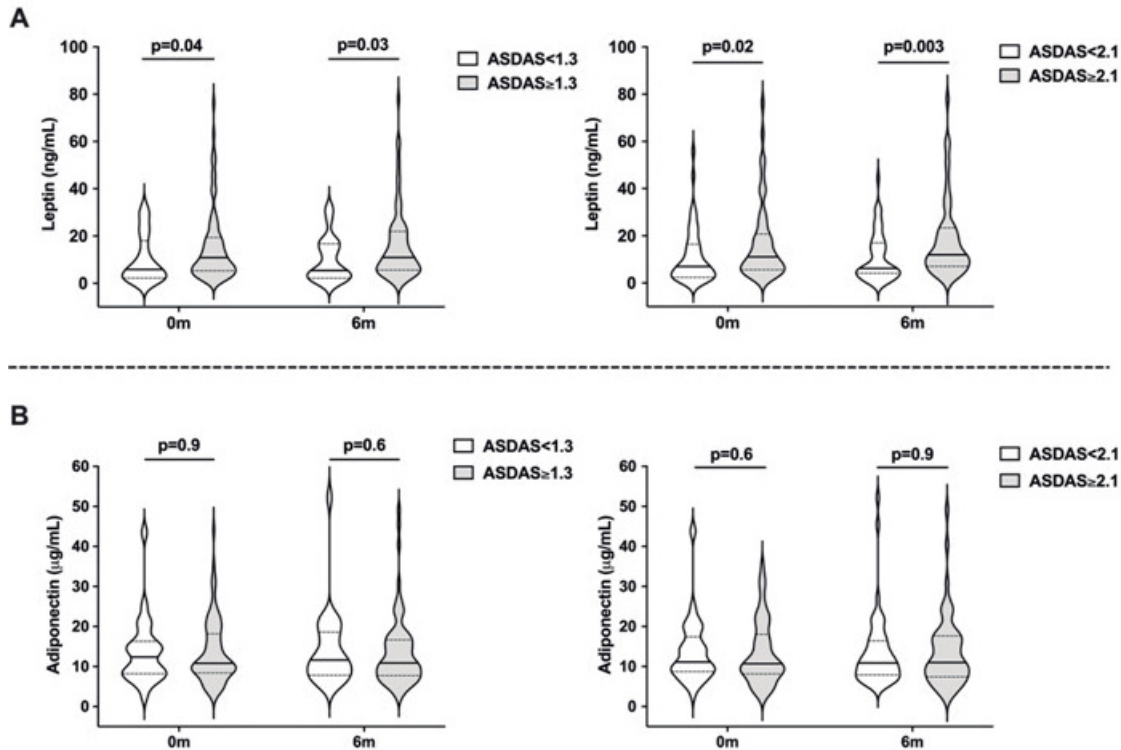 A
p=0.04 p=0.03
ASDAS<1.3
ASDAS≥1.3
100
80
60
40
20
0
Leptin (ng/mL)
0m 6m
p=0.02 p=0.003
ASDAS<2.1
ASDAS≥2.1
100
80
60
40
20
0
Leptin (ng/mL)
0m 6m
B
p=0.9 p=0.6
ASDAS<1.3
ASDAS≥1.3
60
50
40
30
20
10
0
Adiponectin (μg/mL)
0m 6m
p=0.6 p=0.9
ASDAS<2.1
ASDAS≥2.1
60
50
40
30
20
10
0
Adiponectin (μg/mL)
0m 6m